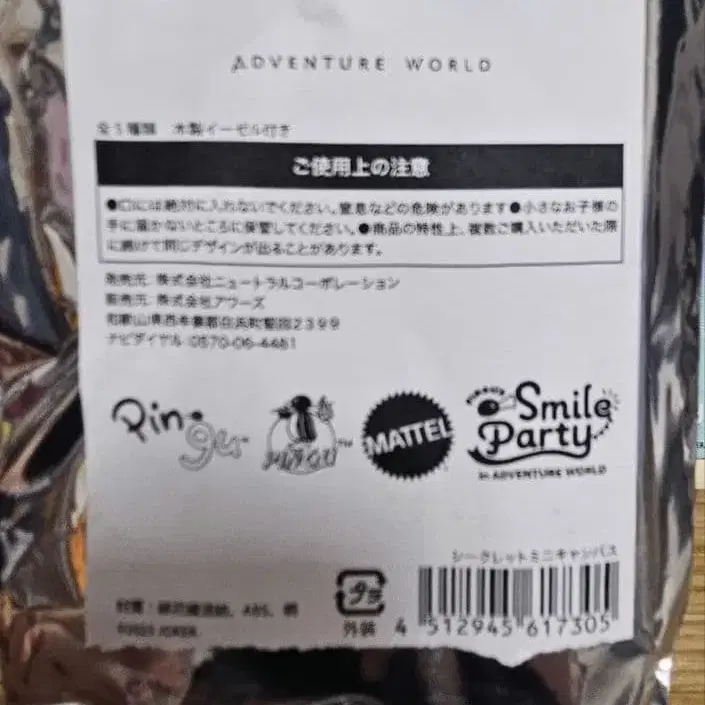 ADVENTURE WORLD
全5種類 木製イーゼル付き
ご使用上の注意
●口には絶対に入れないでください。窒息などの危険があります●小さなお子様の
手に届かないところに保管してください。●商品の特性上、複数ご購入いただいた際
に続けて同じデザインが出ることがあります。
販売元: 株式会社ニュートラルコーポレーション
販売元: 株式会社アワーズ
和歌山県西牟婁郡白浜町堅田2399
ナビダイヤル:0570-06-4481
Pingu
PINGU™
MATTEL
PINGU'S Smile
Party
in ADVENTURE WORLD
シークレットミニキャンバス
プラ
外装
4 512945 617305
ABS、
JOKER.